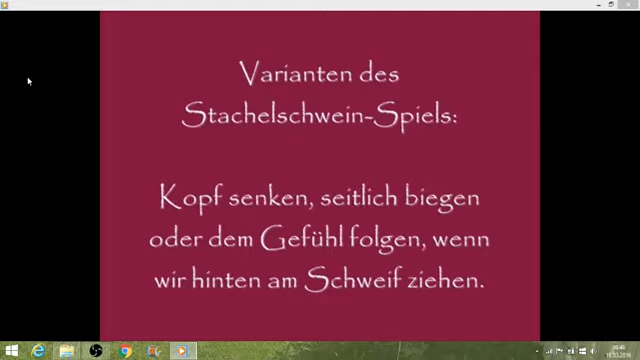 Varianten des
Stachelschwein-Spiels:
Kopf senken, seitlich biegen
oder dem Gefühl folgen, wenn
wir hinten am Schweif ziehen.